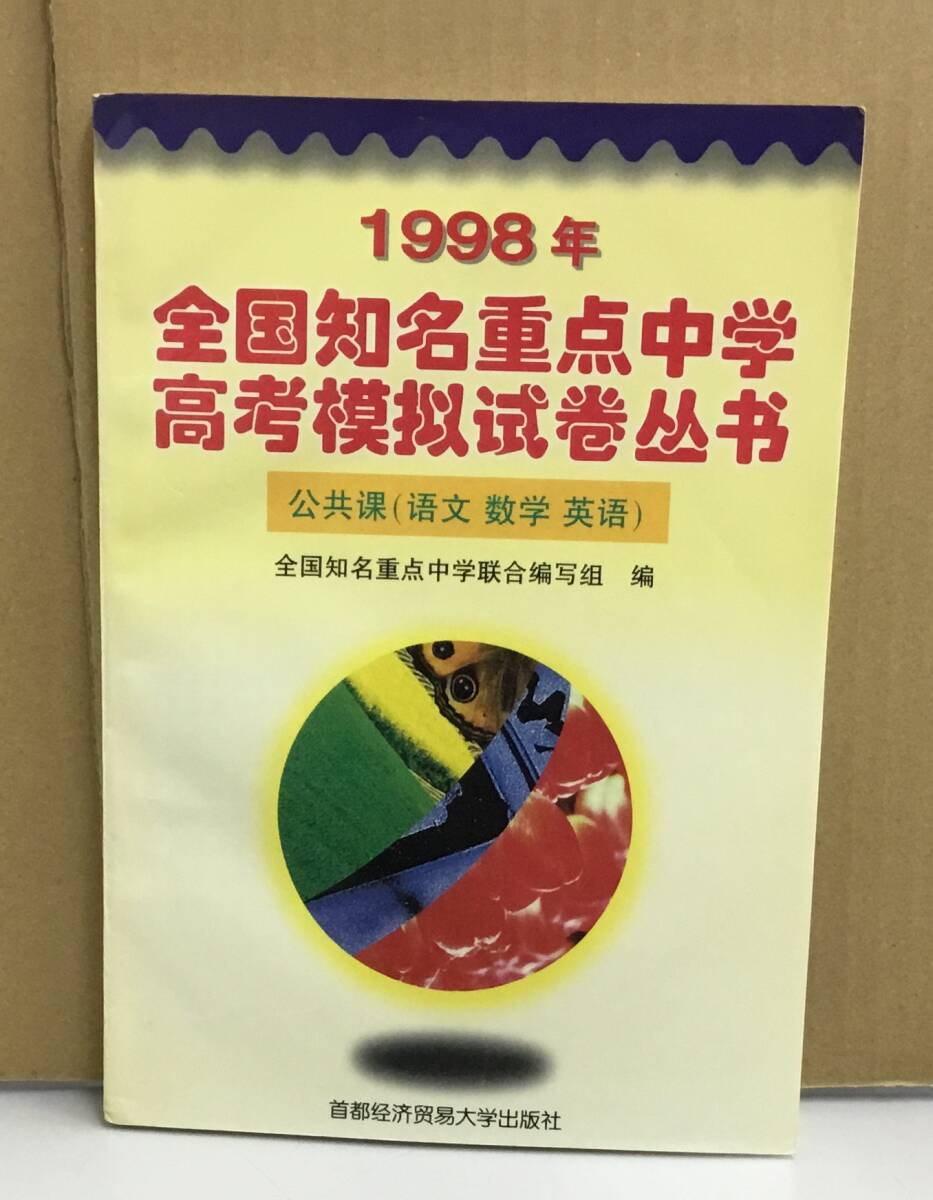 1998年
全国知名重点中学
高考模拟试卷丛书
公共课(语文 数学 英语)
全国知名重点中学联合编写组 编
首都经济贸易大学出版社